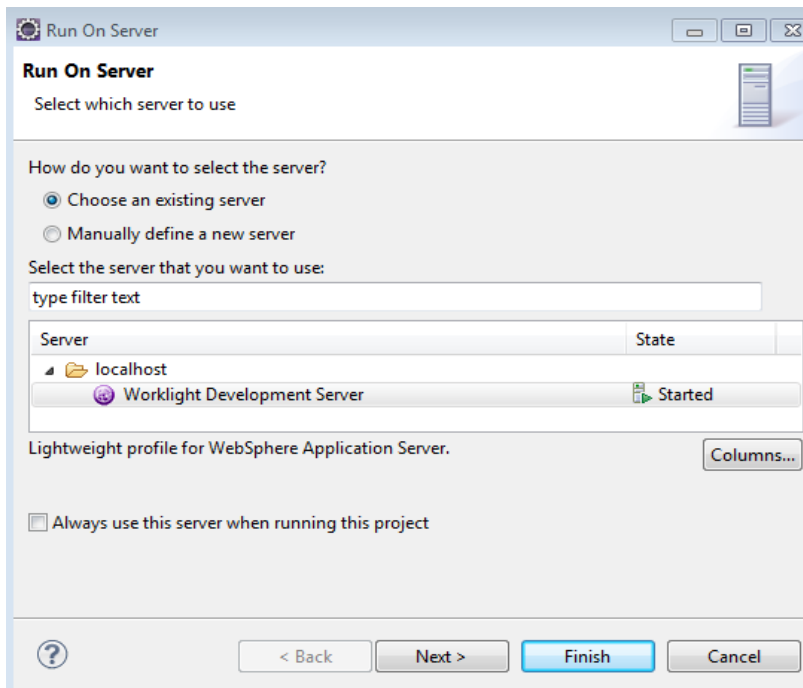 Run On Server
Run On Server
Select which server to use
How do you want to select the server?
Choose an existing server
Manually define a new server
Select the server that you want to use:
type filter text
Server State
localhost
Worklight Development Server Started
Lightweight profile for WebSphere Application Server.
Columns...
Always use this server when running this project
? < Back Next > Finish Cancel